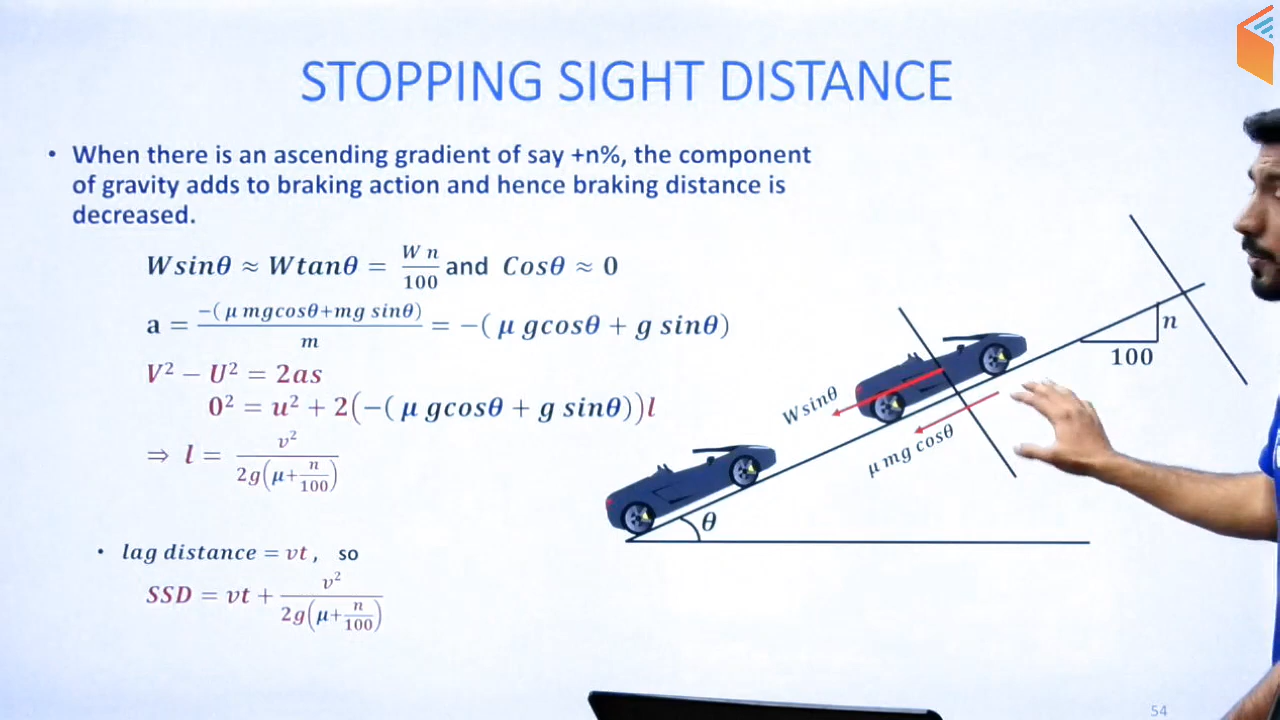 STOPPING SIGHT DISTANCE
• When there is an ascending gradient of say +n%, the component
of gravity adds to braking action and hence braking distance is
decreased.
Wsinθ ≈ Wtanθ = W n / 100 and Cosθ ≈ 0
a = −( μ mgcosθ+mg sinθ) / m = −( μ gcosθ + g sinθ)
V² − U² = 2as
0² = u² + 2(−( μ gcosθ + g sinθ))l
⇒ l = v² / 2g(μ+n/100)
• lag distance = vt , so
SSD = vt + v² / 2g(μ+n/100)
n
100
Wsinθ
μ mg cosθ
θ
54